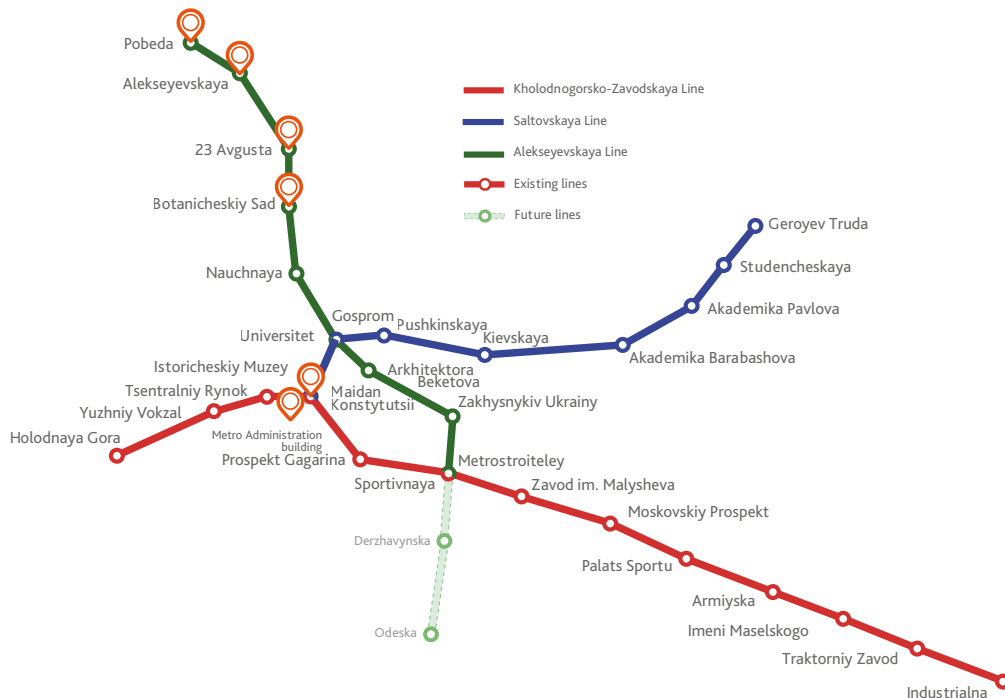 Pobeda
Alekseyevskaya
Kholodnogorsko-Zavodskaya Line
Saltovskaya Line
23 Avgusta
Alekseyevskaya Line
Existing lines
Botanicheskiy Sad
Future lines
Geroyev Truda
Studencheskaya
Nauchnaya
Akademika Pavlova
Gosprom
Pushkinskaya
Universitet
Kievskaya
Akademika Barabashova
Istoricheskiy Muzey
Arkhitektora
Beketova
Tsentralniy Rynok
Maidan
Konstytutsii
Zakhysnykiv Ukrainy
Yuzhniy Vokzal
Holodnaya Gora
Metro Administration
building
Prospekt Gagarina
Metrostroiteley
Sportivnaya
Zavod im. Malysheva
Moskovskiy Prospekt
Derzhavynska
Palats Sportu
Armiyska
Imeni Maselskogo
Odeska
Traktorniy Zavod
Industrialna